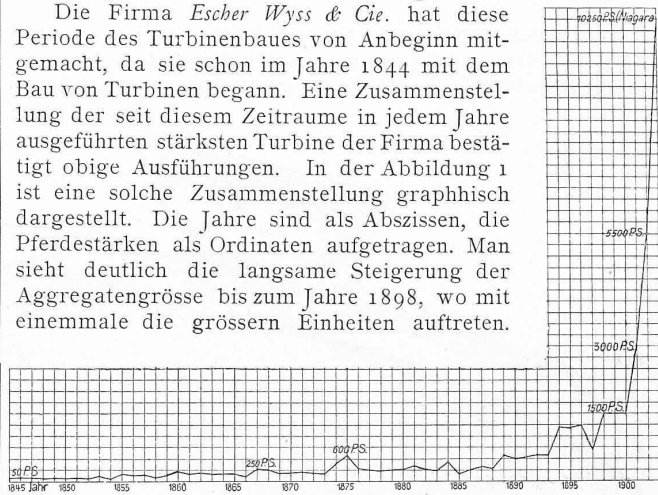 Die Firma Escher Wyss & Cie. hat diese
Periode des Turbinenbaues von Anbeginn mit-
gemacht, da sie schon im Jahre 1844 mit dem
Bau von Turbinen begann. Eine Zusammenstel-
lung der seit diesem Zeitraume in jedem Jahre
ausgeführten stärksten Turbine der Firma bestä-
tigt obige Ausführungen. In der Abbildung 1
ist eine solche Zusammenstellung graphhisch
dargestellt. Die Jahre sind als Abszissen, die
Pferdestärken als Ordinaten aufgetragen. Man
sieht deutlich die langsame Steigerung der
Aggregatengrösse bis zum Jahre 1898, wo mit
einemmale die grössern Einheiten auftreten.
10250 PS. (Niagara
5500 PS.
3000 PS.
1500 PS.
600 PS.
250 PS.
50 PS
1845 Jahr 1850 1855 1860 1865 1870 1875 1880 1885 1890 1895 1900